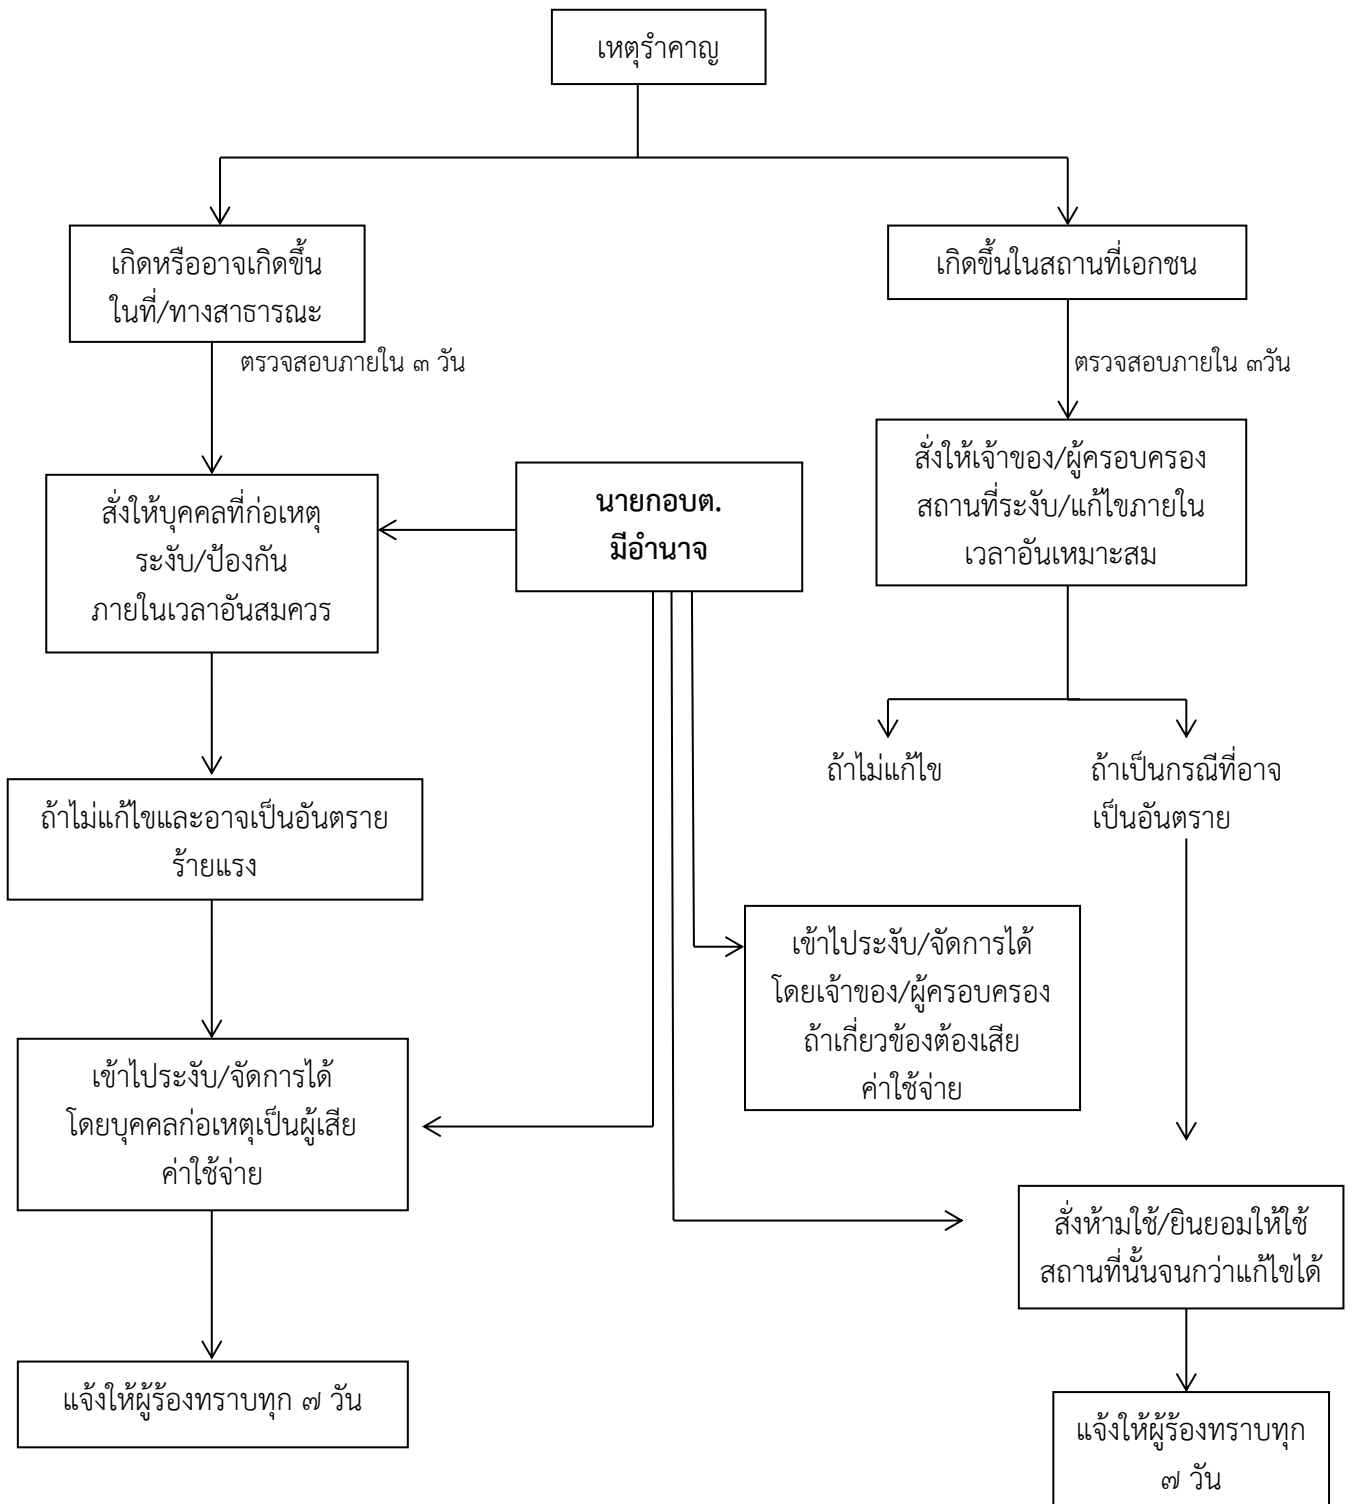 เหตุรำคาญ
เกิดหรืออาจเกิดขึ้น
ในที่/ทางสาธารณะ
เกิดขึ้นในสถานที่เอกชน
ตรวจสอบภายใน ๓ วัน
ตรวจสอบภายใน ๓วัน
สั่งให้บุคคลที่ก่อเหตุ
ระงับ/ป้องกัน
ภายในเวลาอันสมควร
นายกอบต.
มีอำนาจ
สั่งให้เจ้าของ/ผู้ครอบครอง
สถานที่ระงับ/แก้ไขภายใน
เวลาอันเหมาะสม
ถ้าไม่แก้ไข
ถ้าเป็นกรณีที่อาจ
เป็นอันตราย
ถ้าไม่แก้ไขและอาจเป็นอันตราย
ร้ายแรง
เข้าไประงับ/จัดการได้
โดยเจ้าของ/ผู้ครอบครอง
ถ้าเกี่ยวข้องต้องเสีย
ค่าใช้จ่าย
เข้าไประงับ/จัดการได้
โดยบุคคลก่อเหตุเป็นผู้เสีย
ค่าใช้จ่าย
สั่งห้ามใช้/ยินยอมให้ใช้
สถานที่นั้นจนกว่าแก้ไขได้
แจ้งให้ผู้ร้องทราบทุก ๗ วัน
แจ้งให้ผู้ร้องทราบทุก
๗ วัน